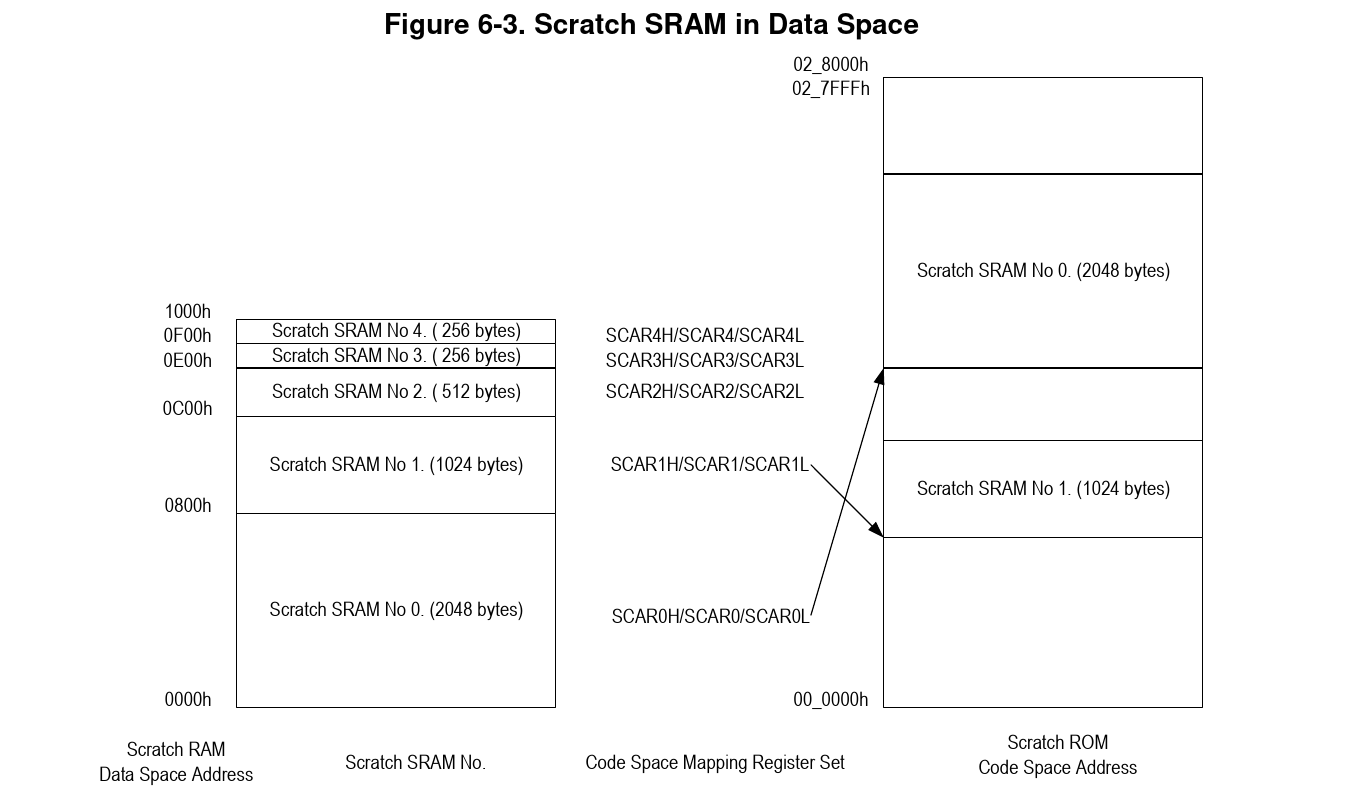 Figure 6-3. Scratch SRAM in Data Space
02_8000h
02_7FFFh
Scratch SRAM No 0. (2048 bytes)
1000h
0F00h
0E00h
0C00h
0800h
0000h
Scratch SRAM No 4. ( 256 bytes)
Scratch SRAM No 3. ( 256 bytes)
Scratch SRAM No 2. ( 512 bytes)
Scratch SRAM No 1. (1024 bytes)
Scratch SRAM No 0. (2048 bytes)
SCAR4H/SCAR4/SCAR4L
SCAR3H/SCAR3/SCAR3L
SCAR2H/SCAR2/SCAR2L
SCAR1H/SCAR1/SCAR1L
SCAR0H/SCAR0/SCAR0L
Scratch SRAM No 1. (1024 bytes)
00_0000h
Scratch RAM
Data Space Address
Scratch SRAM No.
Code Space Mapping Register Set
Scratch ROM
Code Space Address